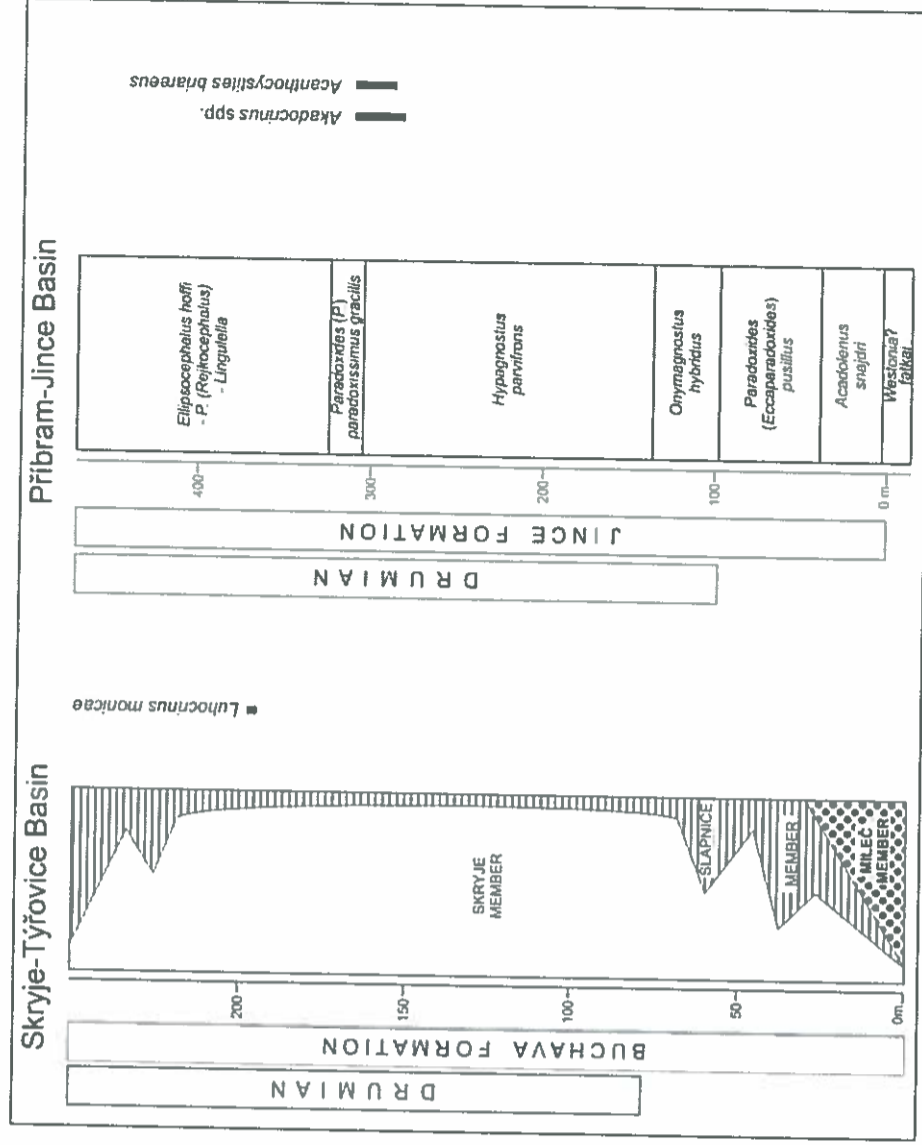 Skryje-Týřovice Basin
DRUMIAN
BUCHAVA FORMATION
200
150
100
50
0m
SKRYJE
MEMBER
SLAPNICE
MEMBER
MILEČ
MEMBER
Luhocrinus monicae
Příbram-Jince Basin
DRUMIAN
JINCE FORMATION
400
300
200
100
0 m
Ellipsocephalus hoffi
- P. (Rejkocephalus)
- Lingulella
Paradoxides (P)
paradoxissimus gracilis
Hypagnostus
parvifrons
Onymagnostus
hybridus
Paradoxides
(Eccaparadoxides)
pusillus
Acadolenus
snajdri
Westonia?
fatkai
Akadocrinus spp.
Acanthocystites briareus